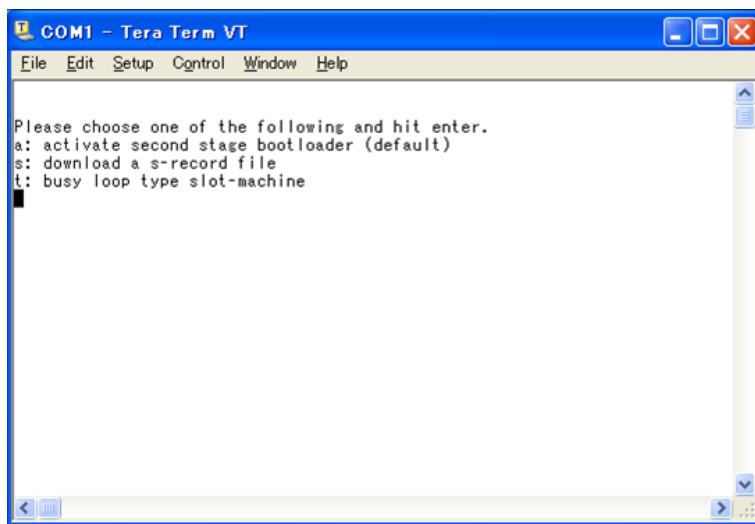 COM1 - Tera Term VT
File Edit Setup Control Window Help
Please choose one of the following and hit enter.
a: activate second stage bootloader (default)
s: download a s-record file
t: busy loop type slot-machine